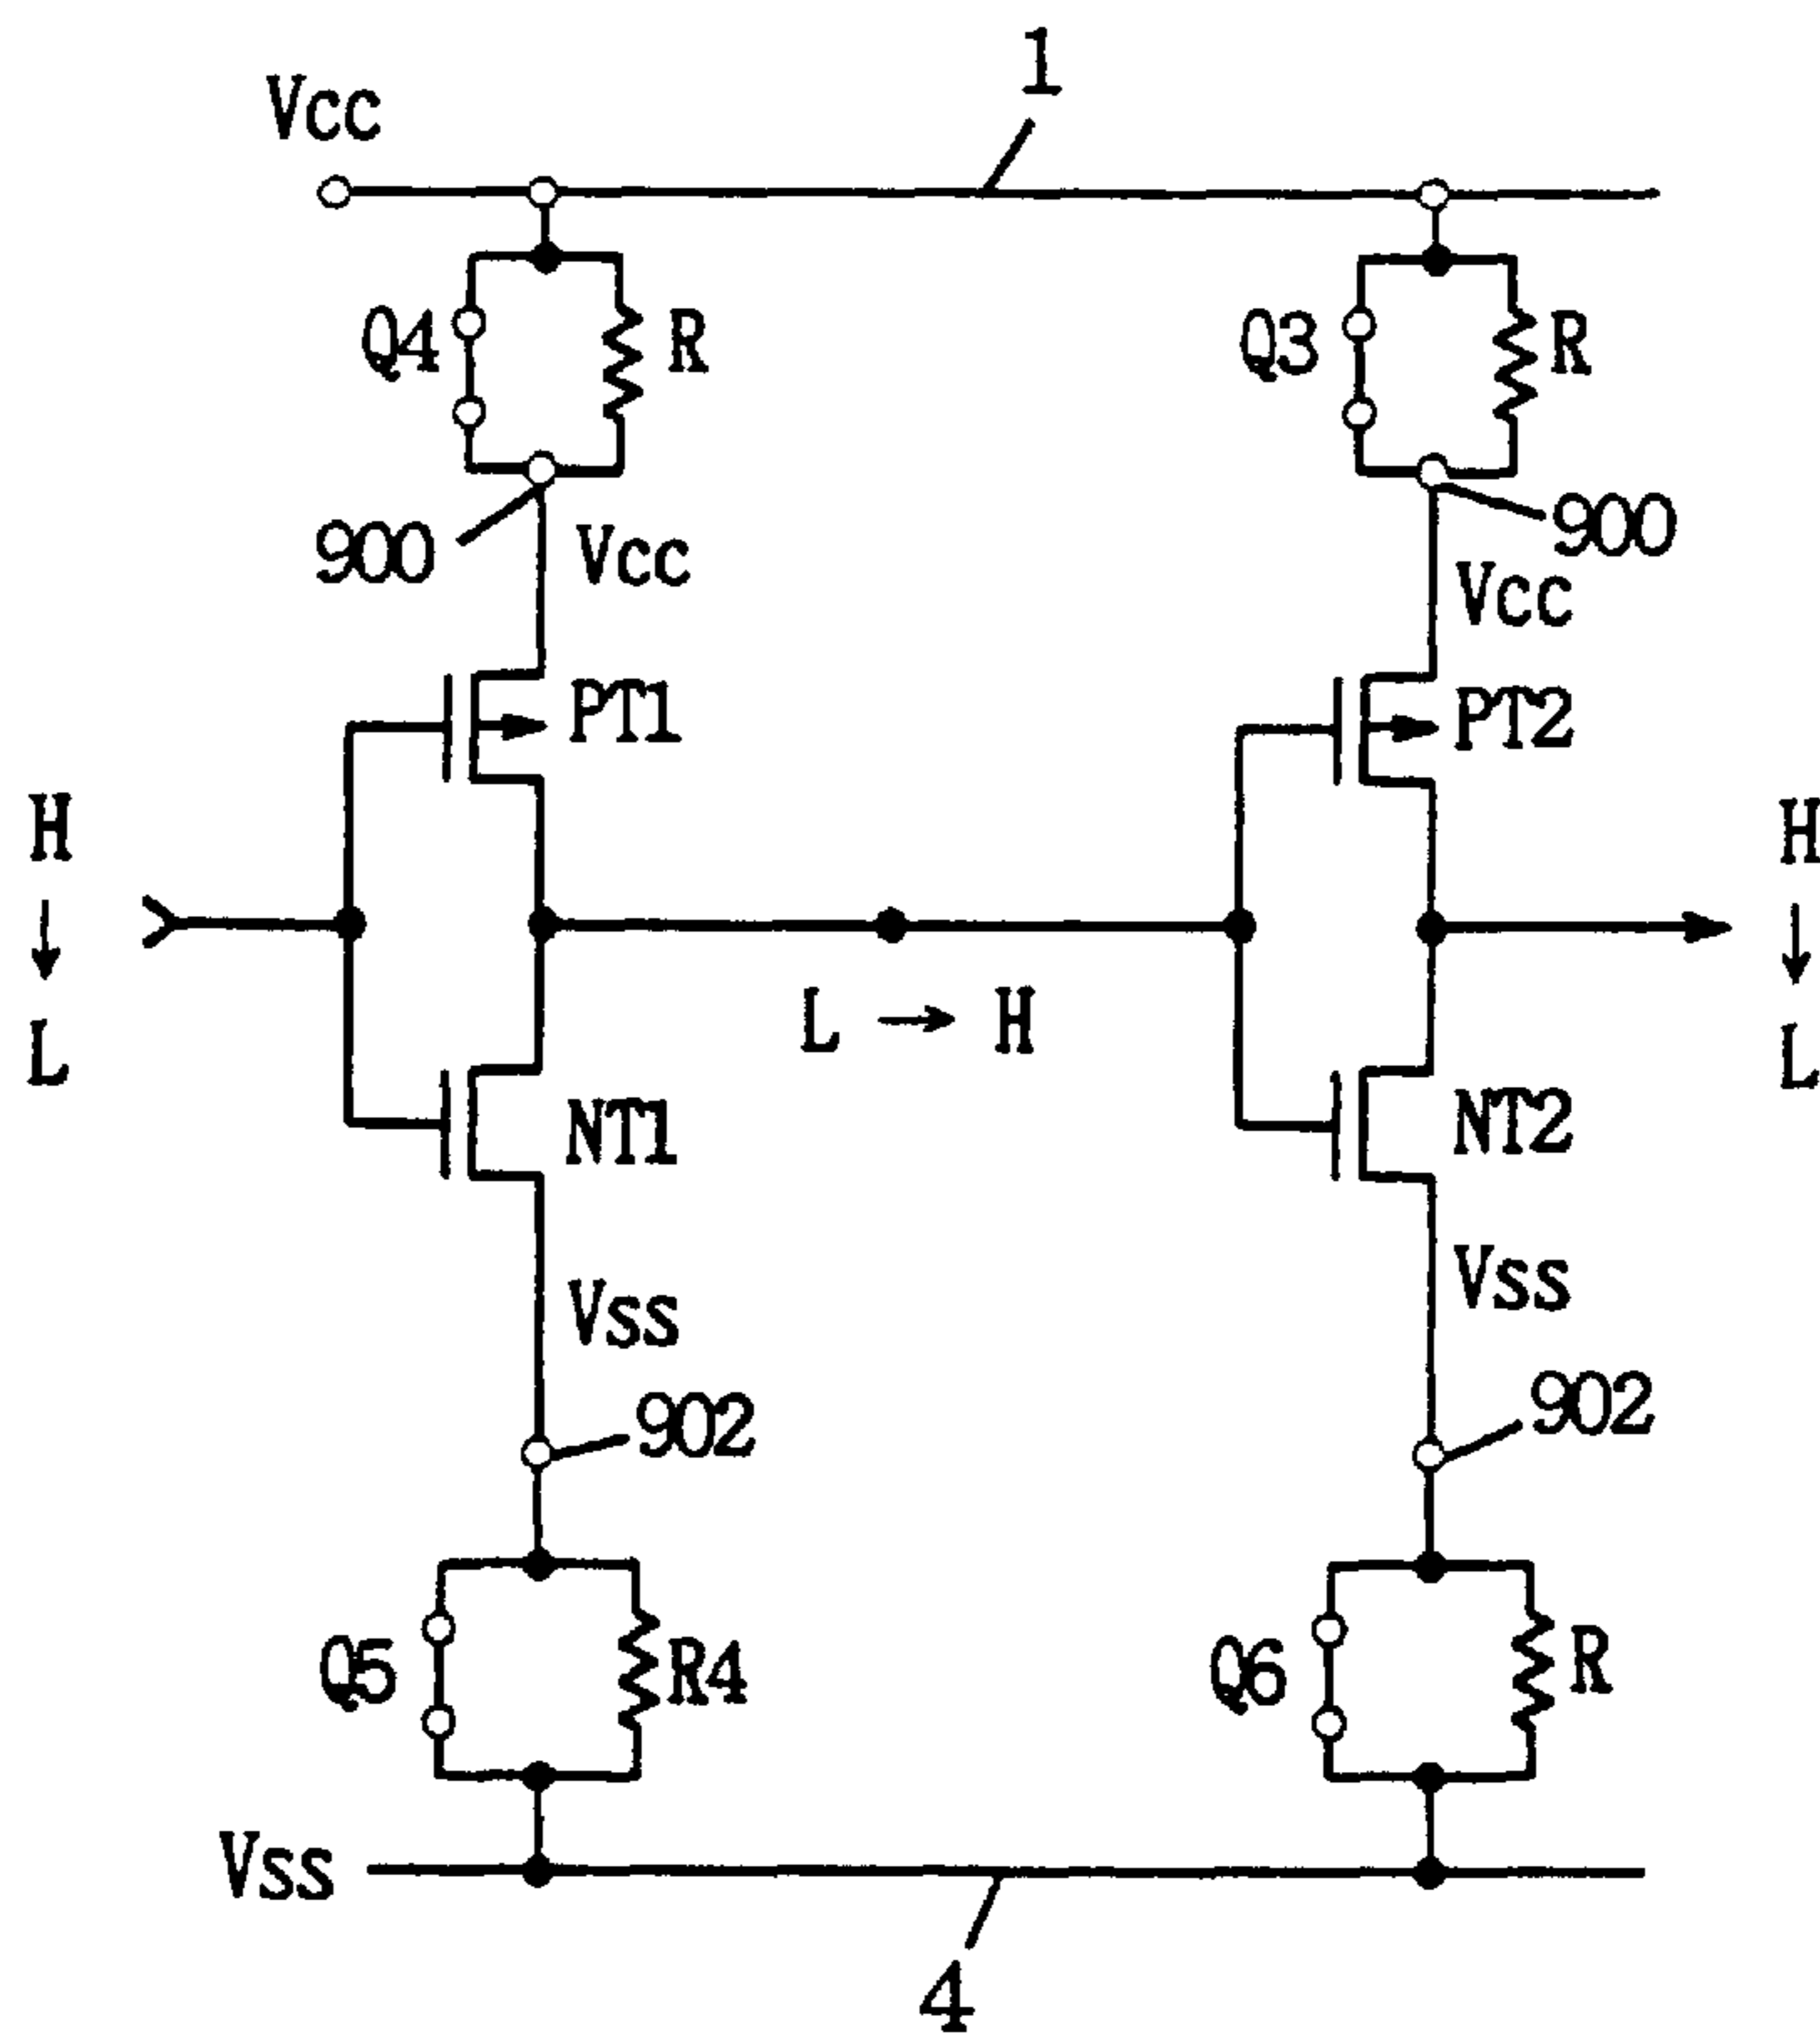 1
Vcc
Q4
R
Q3
R
900
Vcc
900
Vcc
PT1
PT2
H
↓
L
H
↓
L
L → H
NT1
NT2
Vss
Vss
902
902
Q5
R4
Q6
R
Vss
4